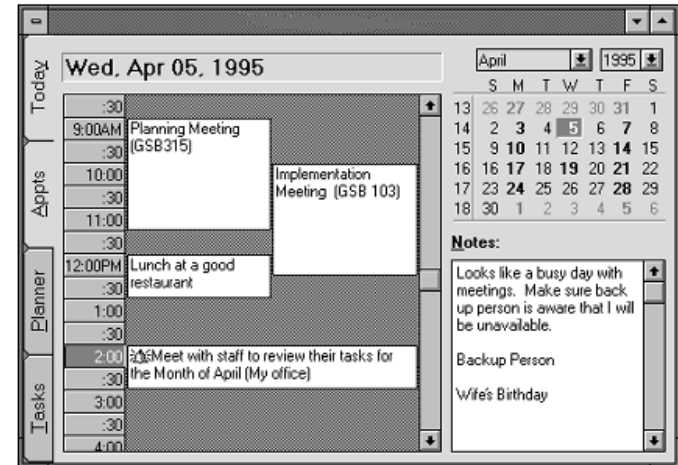 Today
Appts
Planner
Tasks
Wed, Apr 05, 1995
:30
9:00AM
:30
10:00
:30
11:00
:30
12:00PM
:30
1:00
:30
2:00
:30
3:00
:30
4:00
Planning Meeting
(GSB315)
Implementation
Meeting (GSB 103)
Lunch at a good
restaurant
Meet with staff to review their tasks for
the Month of April (My office)
April 1995
S M T W T F S
13 26 27 28 29 30 31 1
14 2 3 4 5 6 7 8
15 9 10 11 12 13 14 15
16 16 17 18 19 20 21 22
17 23 24 25 26 27 28 29
18 30 1 2 3 4 5 6
Notes:
Looks like a busy day with
meetings. Make sure back
up person is aware that I will
be unavailable.
Backup Person
Wife's Birthday